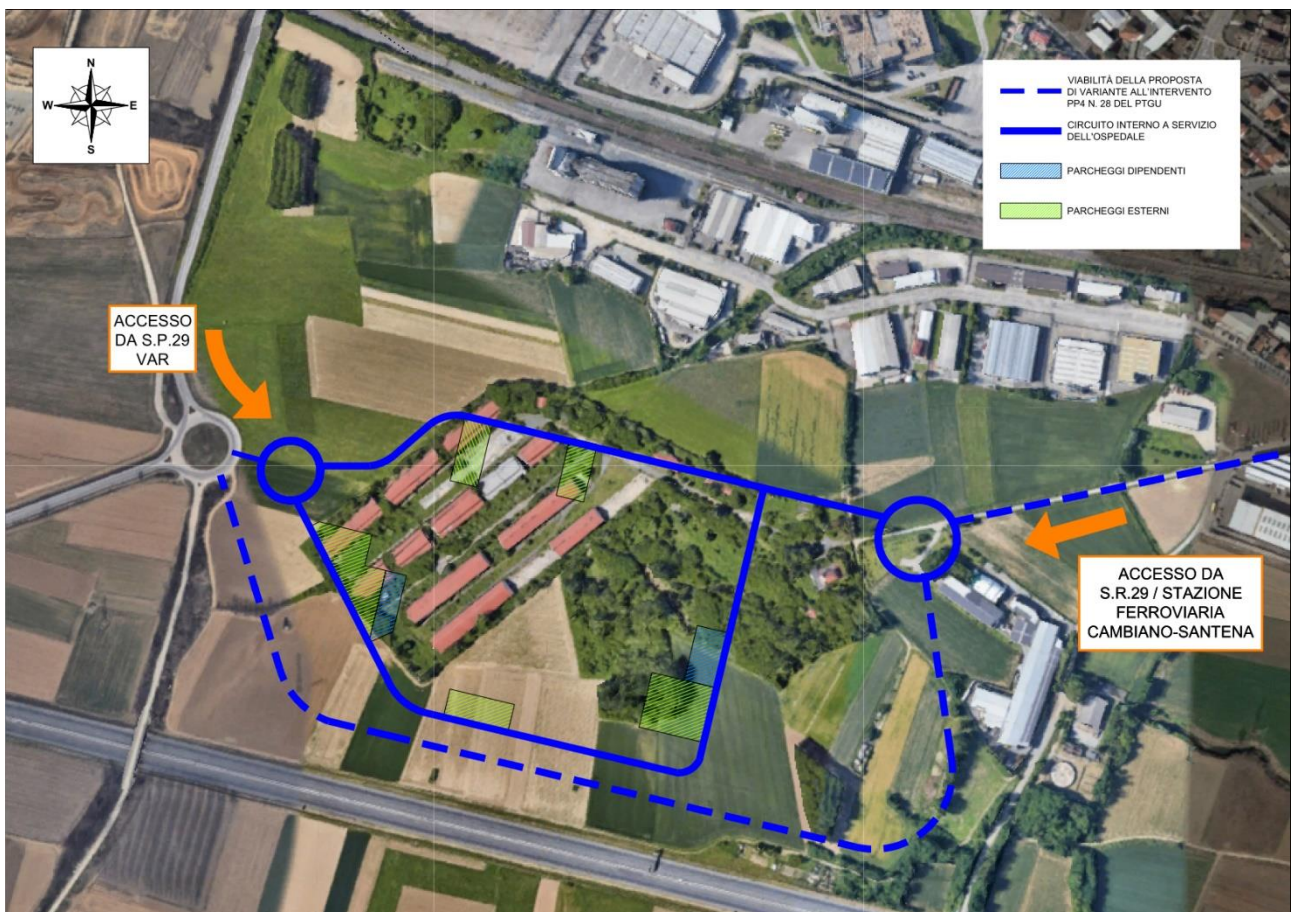 N
W
E
S
VIABILITÀ DELLA PROPOSTA
DI VARIANTE ALL'INTERVENTO
PP4 N. 28 DEL PTGU
CIRCUITO INTERNO A SERVIZIO
DELL'OSPEDALE
PARCHEGGI DIPENDENTI
PARCHEGGI ESTERNI
ACCESSO
DA S.P.29
VAR
ACCESSO DA
S.R.29 / STAZIONE
FERROVIARIA
CAMBIANO-SANTENA